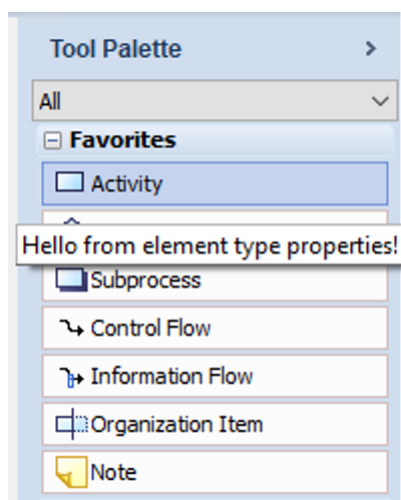 Tool Palette
All
Favorites
Activity
Hello from element type properties!
Subprocess
Control Flow
Information Flow
Organization Item
Note